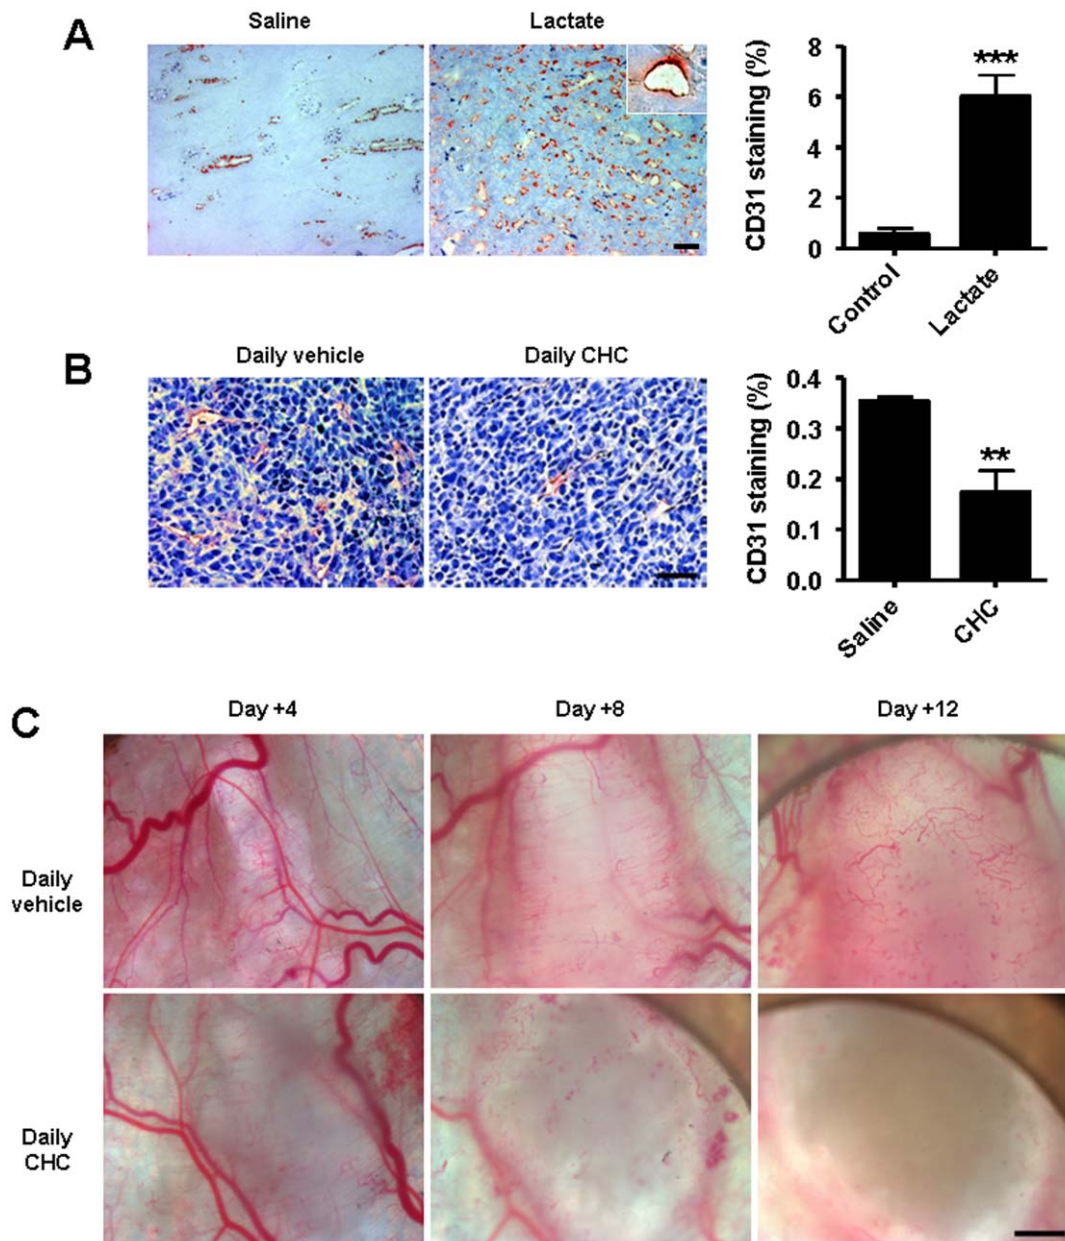 A
Saline
Lactate
CD31 staining (%)
8
6
4
2
0
***
Control
Lactate
B
Daily vehicle
Daily CHC
CD31 staining (%)
0.4
0.3
0.2
0.1
0.0
**
Saline
CHC
C
Day +4
Day +8
Day +12
Daily
vehicle
Daily
CHC